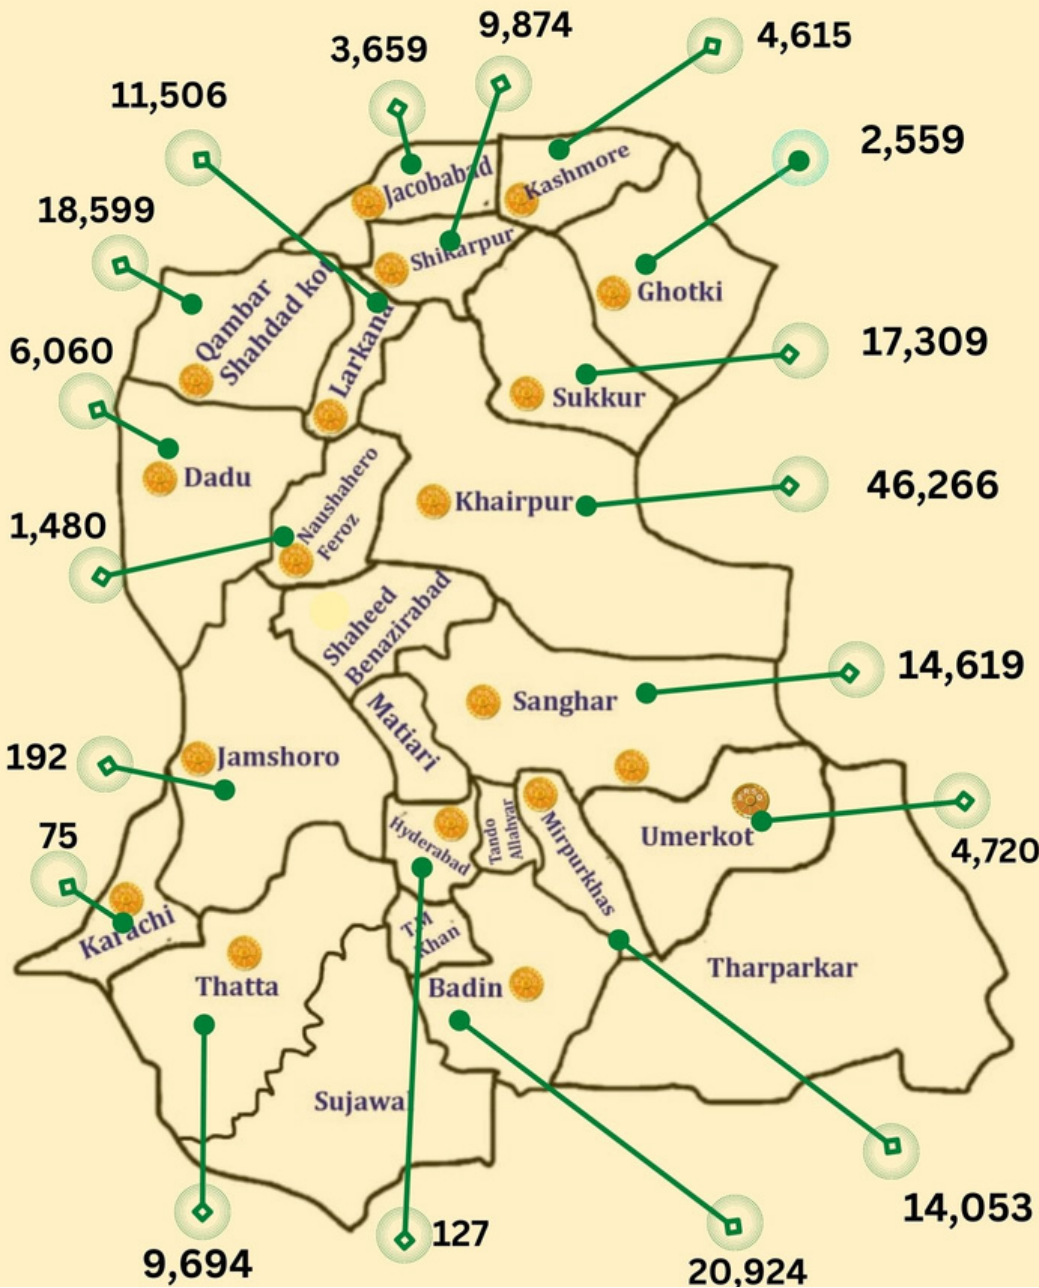 9,874
4,615
3,659
11,506
2,559
18,599
Jacobabad
Kashmore
Shikarpur
Ghotki
Qambar
Shahdad kot
Larkana
6,060
17,309
Sukkur
Dadu
Naushahero
Feroz
Khairpur
46,266
1,480
Shaheed
Benazirabad
14,619
Sanghar
Matiari
192
Jamshoro
75
Hyderabad
Tando
Allahyar
Mirpurkhas
Umerkot
4,720
Karachi
T.M
Khan
Thatta
Badin
Tharparkar
Sujawal
14,053
127
9,694
20,924